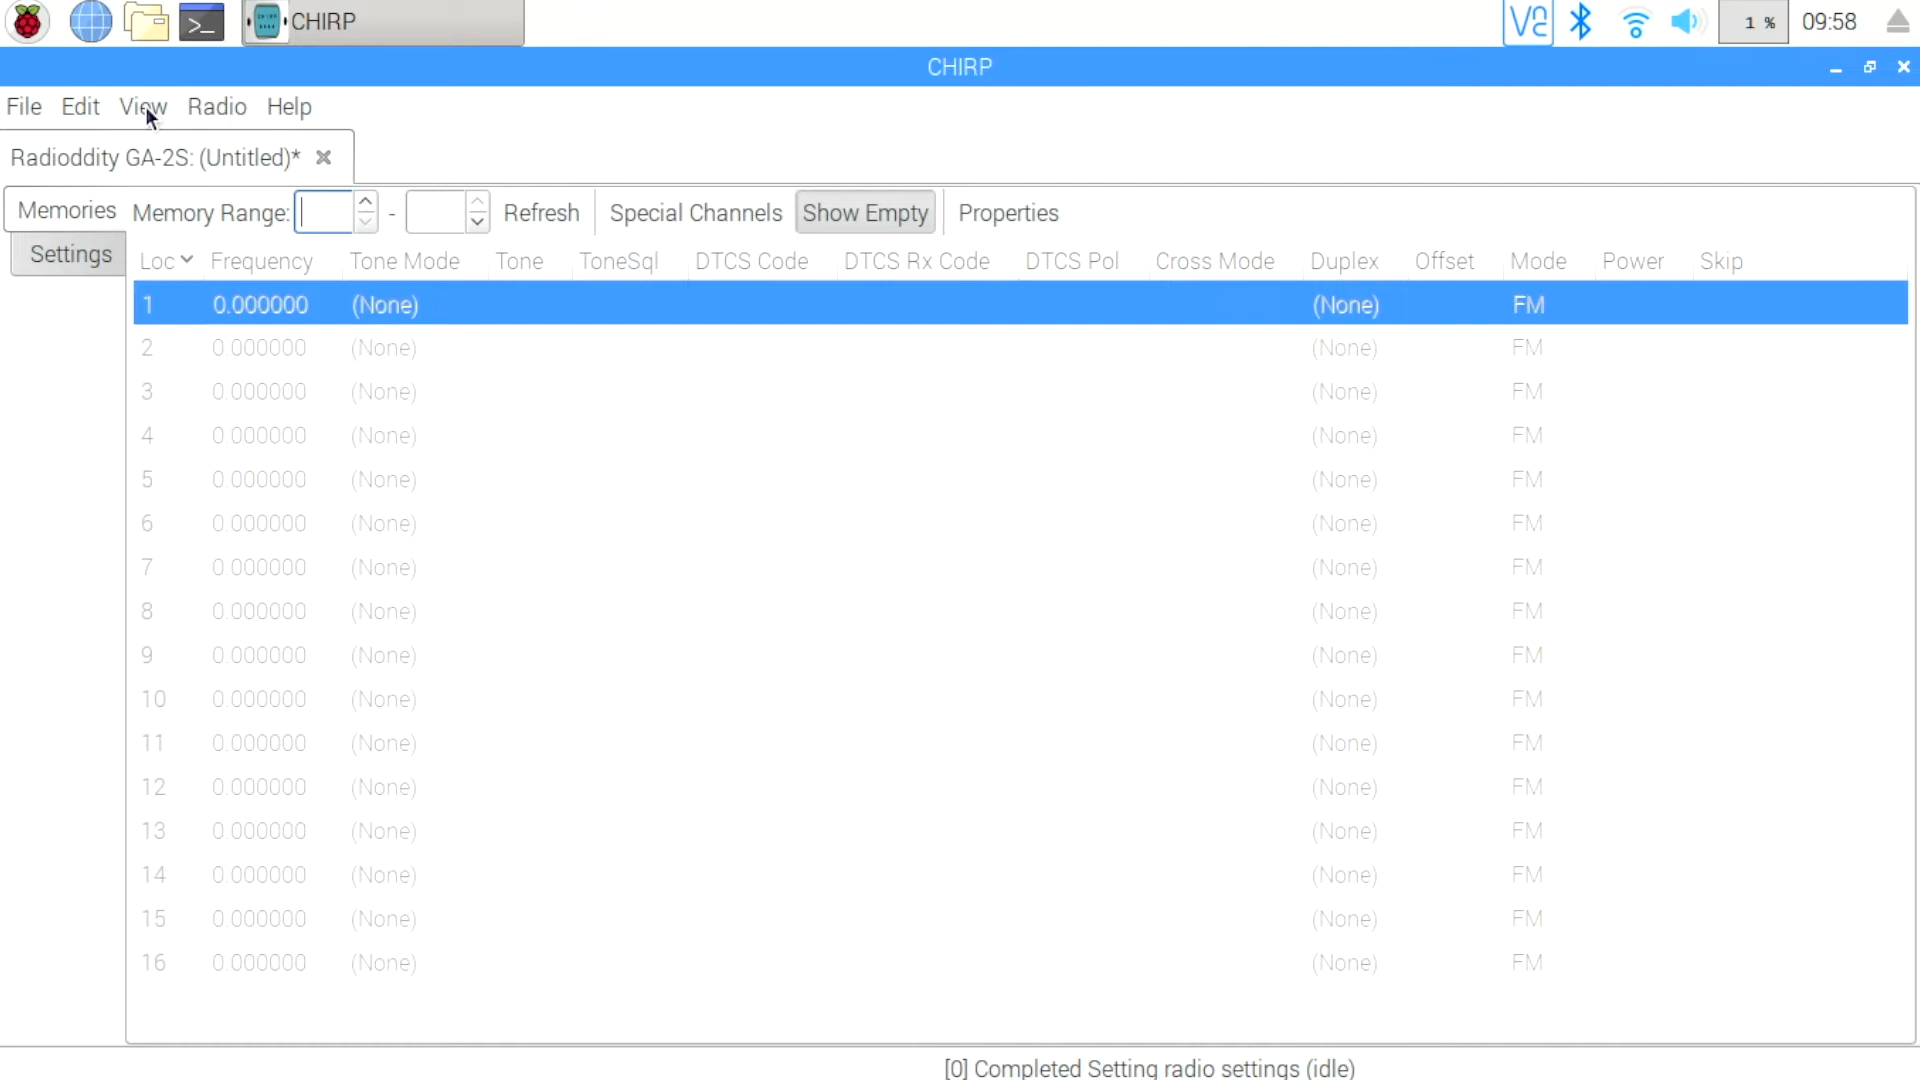 CHIRP
1 %
09:58
CHIRP
File Edit View Radio Help
Radioddity GA-2S: (Untitled)*
Memories Memory Range: - Refresh Special Channels Show Empty Properties
Settings
Loc Frequency Tone Mode Tone ToneSql DTCS Code DTCS Rx Code DTCS Pol Cross Mode Duplex Offset Mode Power Skip
1 0.000000 (None) (None) FM
2 0.000000 (None) (None) FM
3 0.000000 (None) (None) FM
4 0.000000 (None) (None) FM
5 0.000000 (None) (None) FM
6 0.000000 (None) (None) FM
7 0.000000 (None) (None) FM
8 0.000000 (None) (None) FM
9 0.000000 (None) (None) FM
10 0.000000 (None) (None) FM
11 0.000000 (None) (None) FM
12 0.000000 (None) (None) FM
13 0.000000 (None) (None) FM
14 0.000000 (None) (None) FM
15 0.000000 (None) (None) FM
16 0.000000 (None) (None) FM
[0] Completed Setting radio settings (idle)